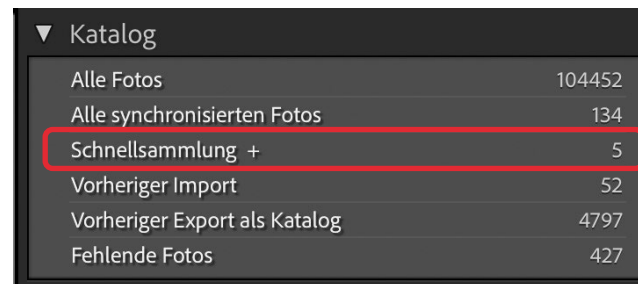 Katalog
Alle Fotos 104452
Alle synchronisierten Fotos 134
Schnellsammlung + 5
Vorheriger Import 52
Vorheriger Export als Katalog 4797
Fehlende Fotos 427